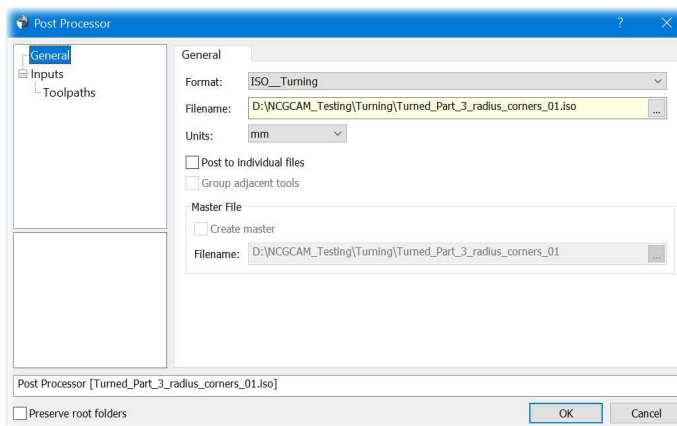 Post Processor
General
Inputs
Toolpaths
General
Format: ISO__Turning
Filename: D:\NCGCAM_Testing\Turning\Turned_Part_3_radius_corners_01.iso ...
Units: mm
Post to individual files
Group adjacent tools
Master File
Create master
Filename: D:\NCGCAM_Testing\Turning\Turned_Part_3_radius_corners_01 ...
Post Processor [Turned_Part_3_radius_corners_01.iso]
Preserve root folders
OK Cancel